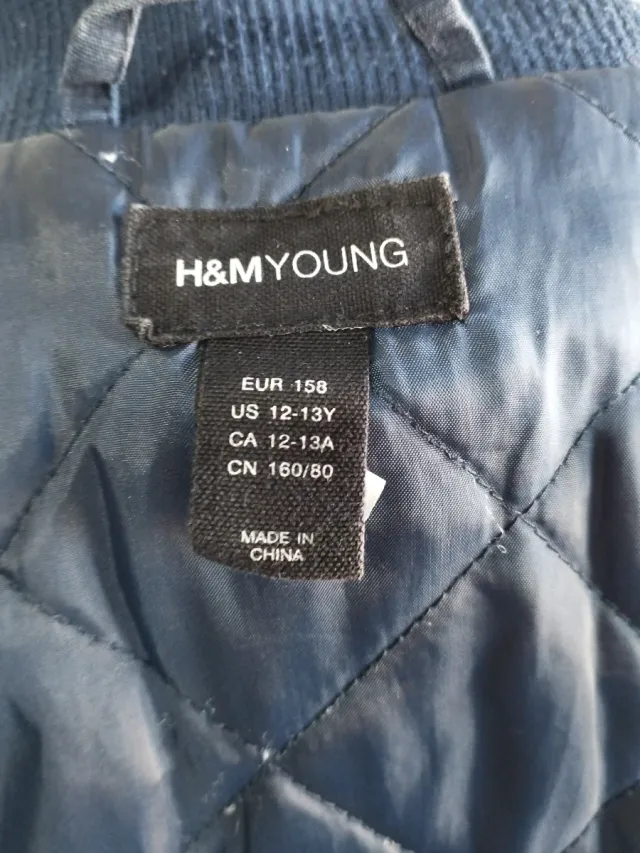 H&MYOUNG
EUR 158
US 12-13Y
CA 12-13A
CN 160/80
MADE IN
CHINA